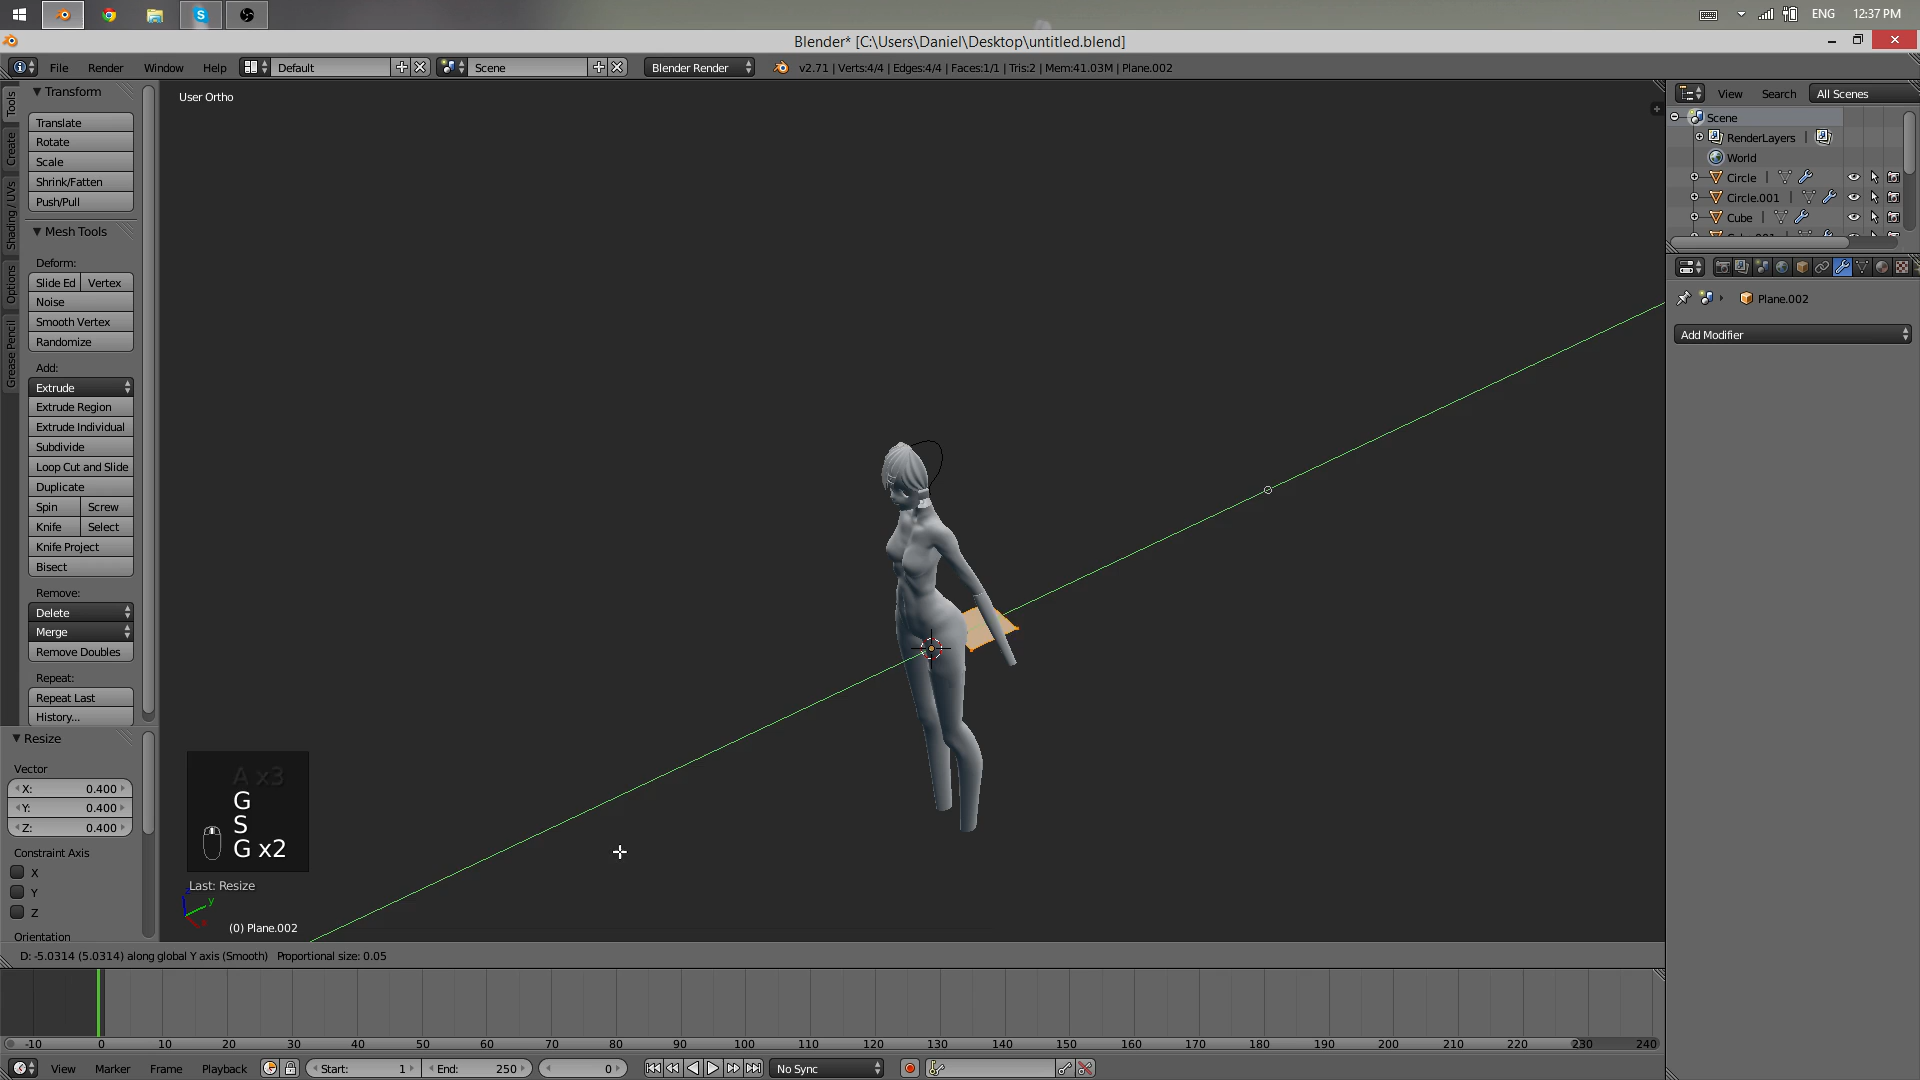 S
ENG
12:37 PM
Blender* [C:\Users\Daniel\Desktop\untitled.blend]
File
Render
Window
Help
Default
Scene
Blender Render
v2.71 | Verts:4/4 | Edges:4/4 | Faces:1/1 | Tris:2 | Mem:41.03M | Plane.002
Tools
Create
Shading / UVs
Options
Grease Pencil
Transform
Translate
Rotate
Scale
Shrink/Fatten
Push/Pull
Mesh Tools
Deform:
Slide Ed
Vertex
Noise
Smooth Vertex
Randomize
Add:
Extrude
Extrude Region
Extrude Individual
Subdivide
Loop Cut and Slide
Duplicate
Spin
Screw
Knife
Select
Knife Project
Bisect
Remove:
Delete
Merge
Remove Doubles
Repeat:
Repeat Last
History...
Resize
Vector
X: 0.400
Y: 0.400
Z: 0.400
Constraint Axis
X
Y
Z
Orientation
User Ortho
A x3
G
S
G x2
Last: Resize
y
(0) Plane.002
View
Search
All Scenes
Scene
RenderLayers
World
Circle
Circle.001
Cube
Plane.002
Add Modifier
D: -5.0314 (5.0314) along global Y axis (Smooth) Proportional size: 0.05
-10 0 10 20 30 40 50 60 70 80 90 100 110 120 130 140 150 160 170 180 190 200 210 220 230 240
View
Marker
Frame
Playback
Start: 1
End: 250
0
No Sync